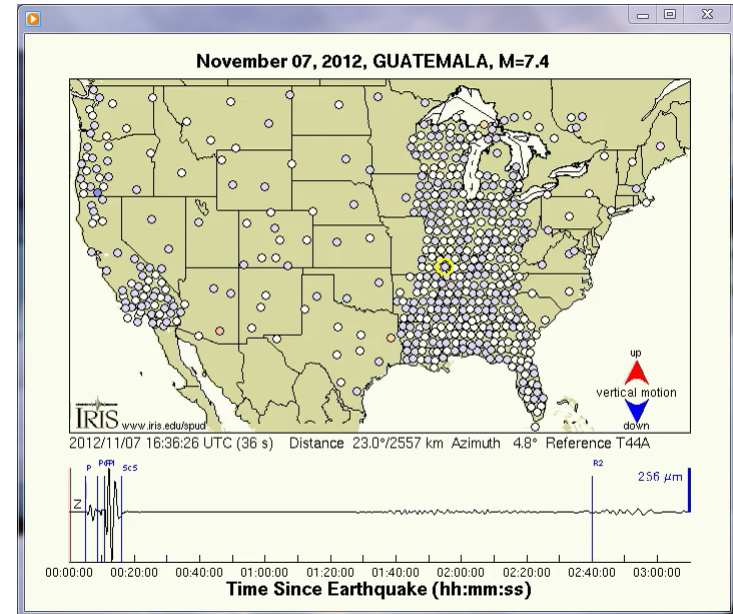 November 07, 2012, GUATEMALA, M=7.4
up
vertical motion
down
IRIS www.iris.edu/spud
2012/11/07 16:36:26 UTC (36 s) Distance 23.0°/2557 km Azimuth 4.8° Reference T44A
P ScS R2
256 µm
Z
00:00:00 00:20:00 00:40:00 01:00:00 01:20:00 01:40:00 02:00:00 02:20:00 02:40:00 03:00:00
Time Since Earthquake (hh:mm:ss)